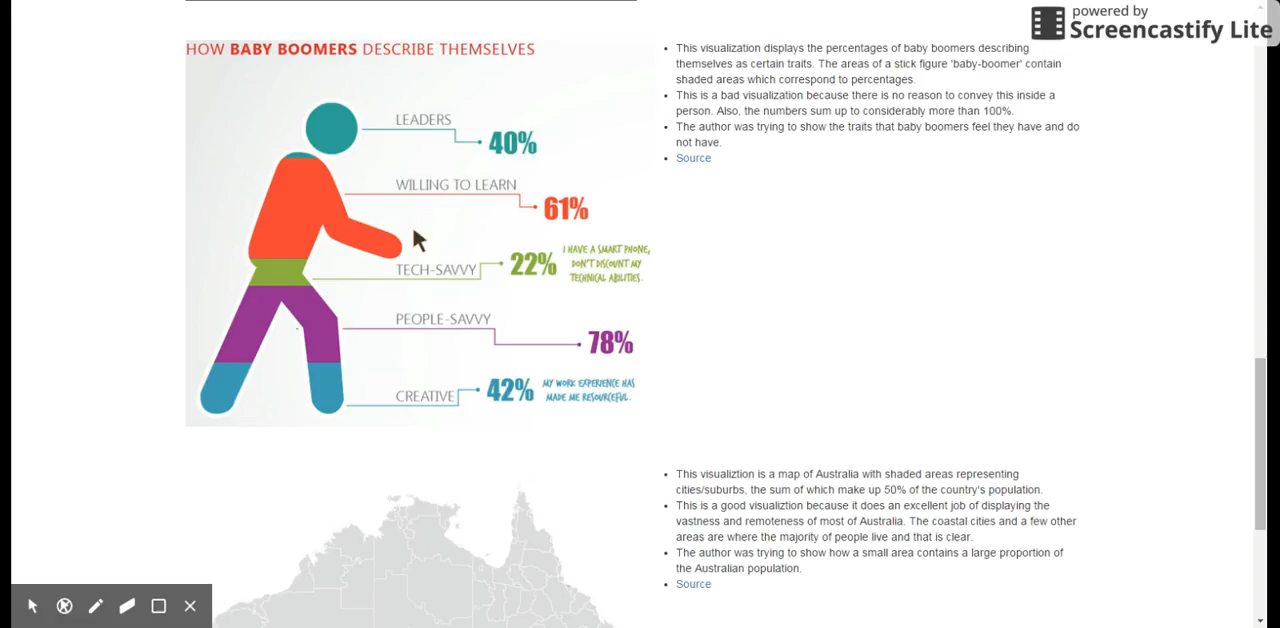 powered by
Screencastify Lite
HOW BABY BOOMERS DESCRIBE THEMSELVES
LEADERS
40%
WILLING TO LEARN
61%
TECH-SAVVY
22%
I HAVE A SMART PHONE,
DON'T DISCOUNT MY
TECHNICAL ABILITIES.
PEOPLE-SAVVY
78%
CREATIVE
42%
MY WORK EXPERIENCE HAS
MADE ME RESOURCEFUL.
This visualization displays the percentages of baby boomers describing
themselves as certain traits. The areas of a stick figure 'baby-boomer' contain
shaded areas which correspond to percentages.
This is a bad visualization because there is no reason to convey this inside a
person. Also, the numbers sum up to considerably more than 100%.
The author was trying to show the traits that baby boomers feel they have and do
not have.
Source
This visualiztion is a map of Australia with shaded areas representing
cities/suburbs, the sum of which make up 50% of the country's population.
This is a good visualiztion because it does an excellent job of displaying the
vastness and remoteness of most of Australia. The coastal cities and a few other
areas are where the majority of people live and that is clear.
The author was trying to show how a small area contains a large proportion of
the Australian population.
Source